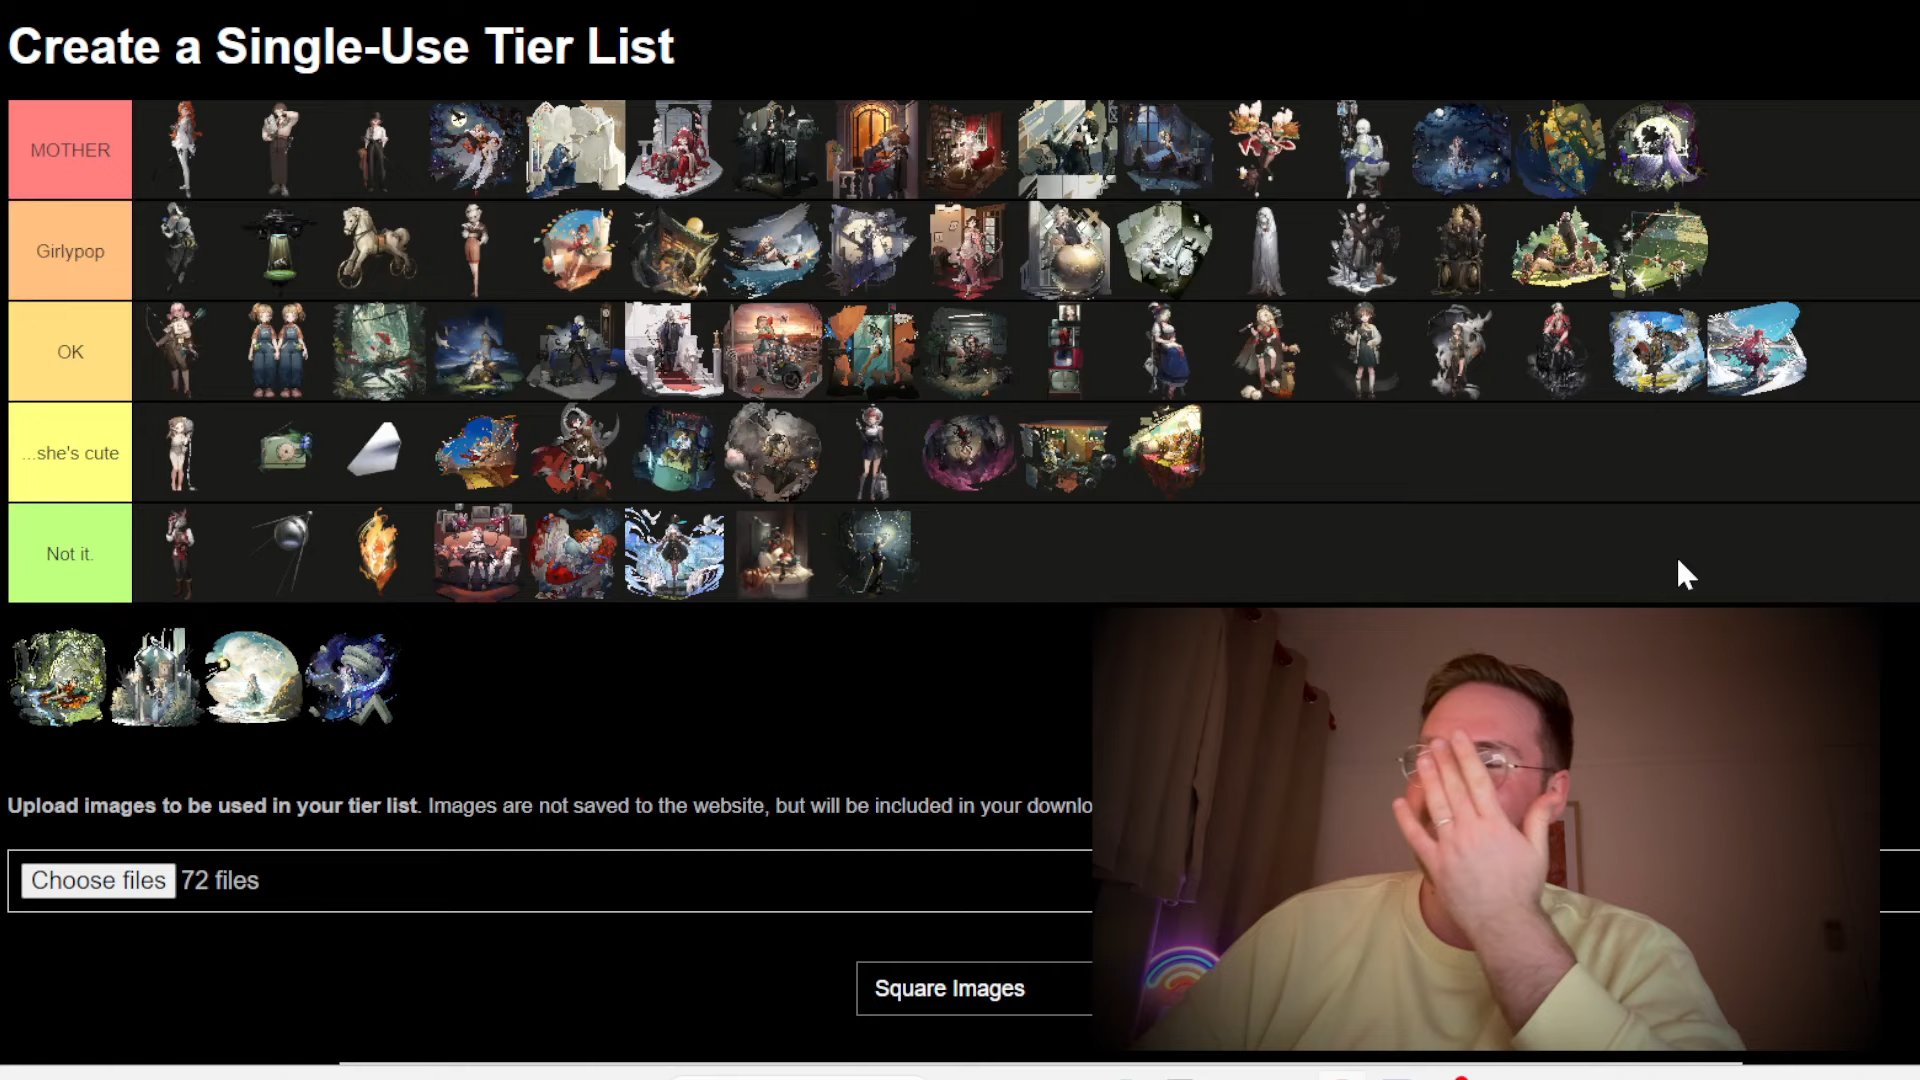 Create a Single-Use Tier List
MOTHER
Girlypop
OK
...she's cute
Not it.
Upload images to be used in your tier list. Images are not saved to the website, but will be included in your downlo
Choose files 72 files
Square Images